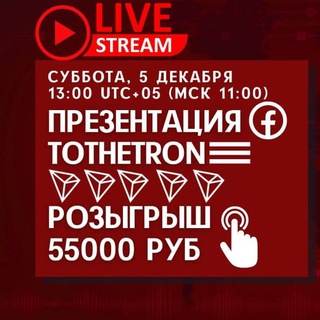 LIVE
STREAM
СУББОТА, 5 ДЕКАБРЯ
13:00 UTC+05 (МСК 11:00)
ПРЕЗЕНТАЦИЯ
TOTHETRON
РОЗЫГРЫШ
55000 РУБ